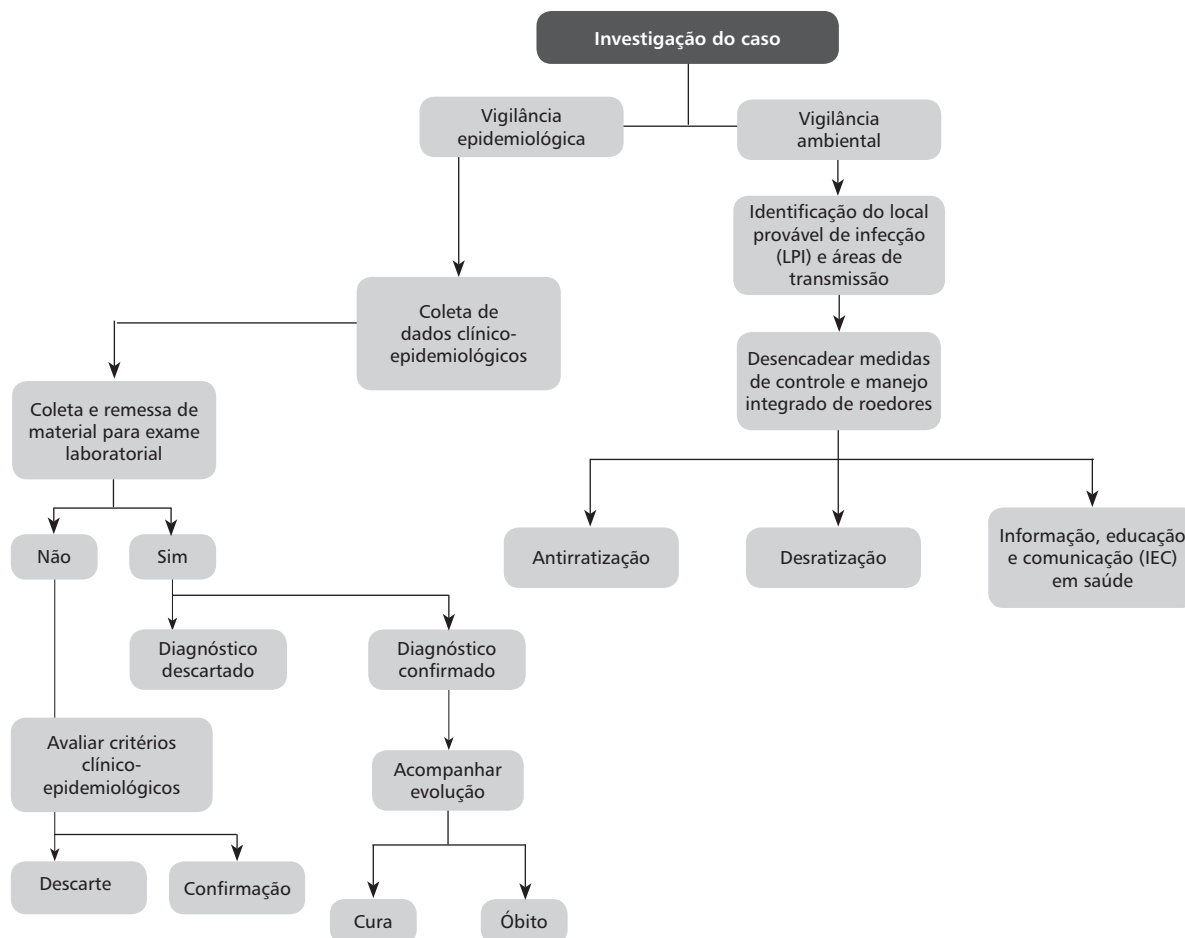 Investigação do caso
Vigilância
epidemiológica
Vigilância
ambiental
Identificação do local
provável de infecção
(LPI) e áreas de
transmissão
Coleta de
dados clínico-
epidemiológicos
Desencadear medidas
de controle e manejo
integrado de roedores
Coleta e remessa de
material para exame
laboratorial
Antirratização
Desratização
Informação, educação
e comunicação (IEC)
em saúde
Não
Sim
Diagnóstico
descartado
Diagnóstico
confirmado
Avaliar critérios
clínico-
epidemiológicos
Acompanhar
evolução
Descarte
Confirmação
Cura
Óbito